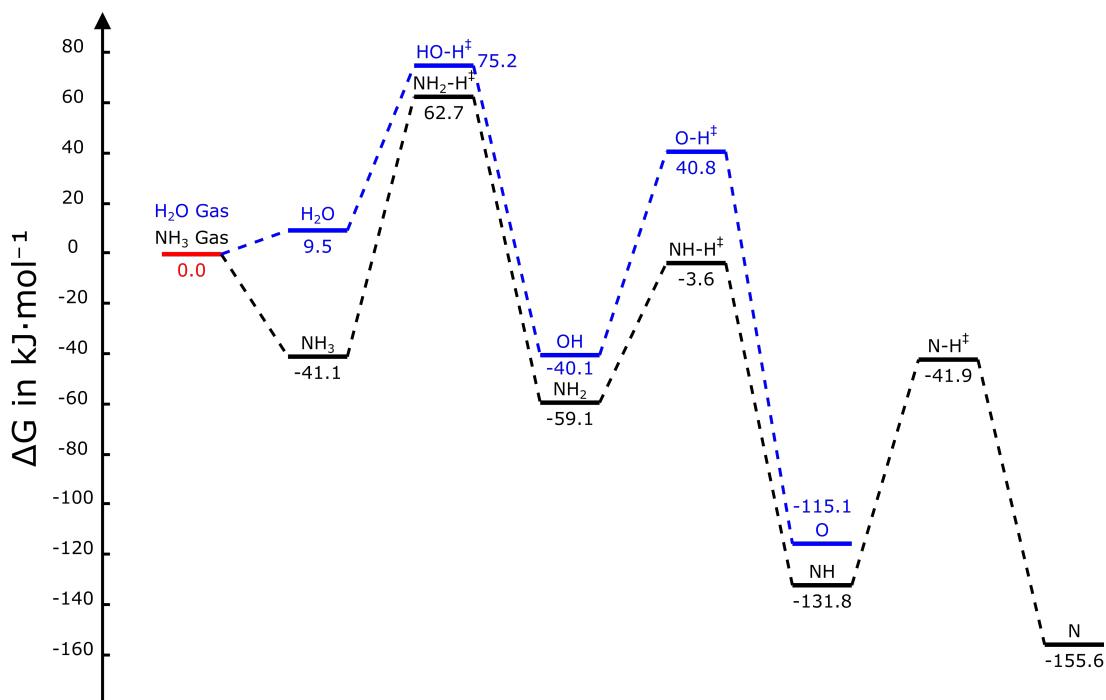 ΔG in kJ·mol⁻¹
80
60
40
20
0
-20
-40
-60
-80
-100
-120
-140
-160
H₂O Gas
NH₃ Gas
0.0
H₂O
9.5
NH₃
-41.1
HO-H‡
75.2
NH₂-H‡
62.7
OH
-40.1
NH₂
-59.1
O-H‡
40.8
NH-H‡
-3.6
-115.1
O
NH
-131.8
N-H‡
-41.9
N
-155.6